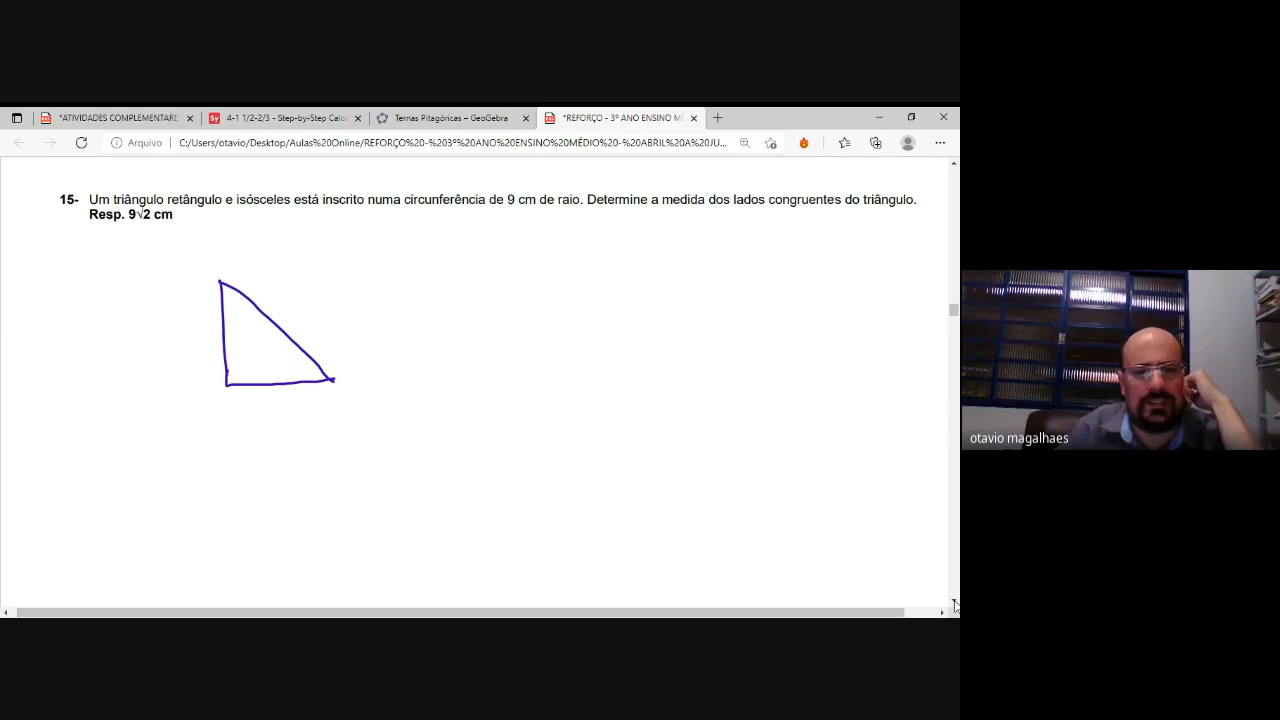 *ATIVIDADES COMPLEMENTARE
4-1 1/2-2/3 - Step-by-Step Calcu
Ternas Pitagóricas – GeoGebra
*REFORÇO - 3º ANO ENSINO MÉ
Arquivo
C:/Users/otavio/Desktop/Aulas%20Online/REFORÇO%20-%203º%20ANO%20ENSINO%20MÉDIO%20-%20ABRIL%20A%20JU...
15- Um triângulo retângulo e isósceles está inscrito numa circunferência de 9 cm de raio. Determine a medida dos lados congruentes do triângulo.
Resp. 9√2 cm
otavio magalhaes